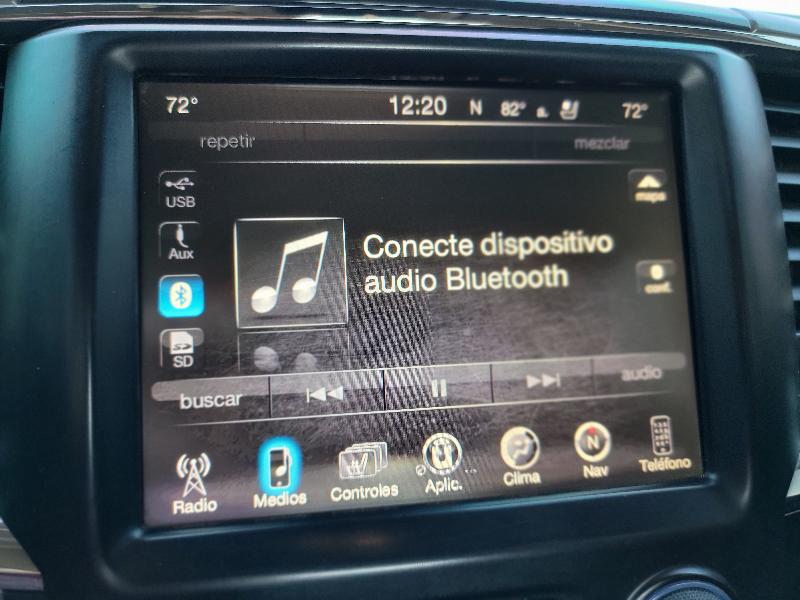 72° 12:20 N 82° 72°
repetir mezclar
USB
mapa
Aux
Conecte dispositivo
audio Bluetooth
conf.
SD
buscar audio
Radio Medios Controles Aplic. Clima N Nav Teléfono